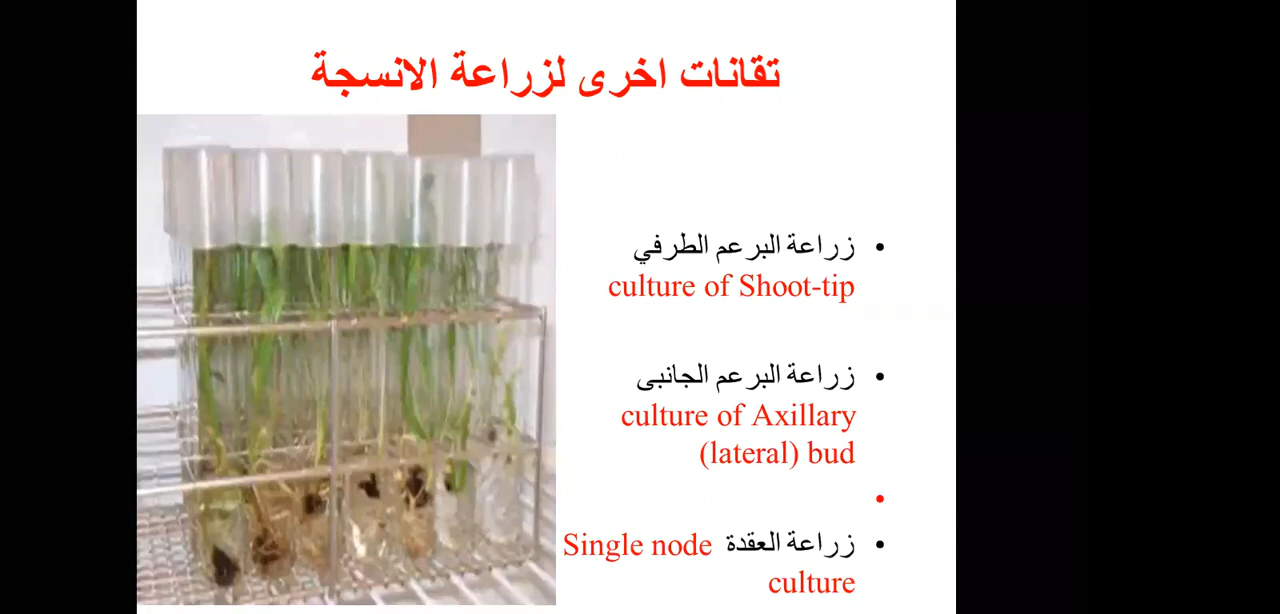 تقانات اخرى لزراعة الانسجة
• زراعة البرعم الطرفي
culture of Shoot-tip
• زراعة البرعم الجانبى
culture of Axillary
(lateral) bud
•
• زراعة العقدة Single node
culture